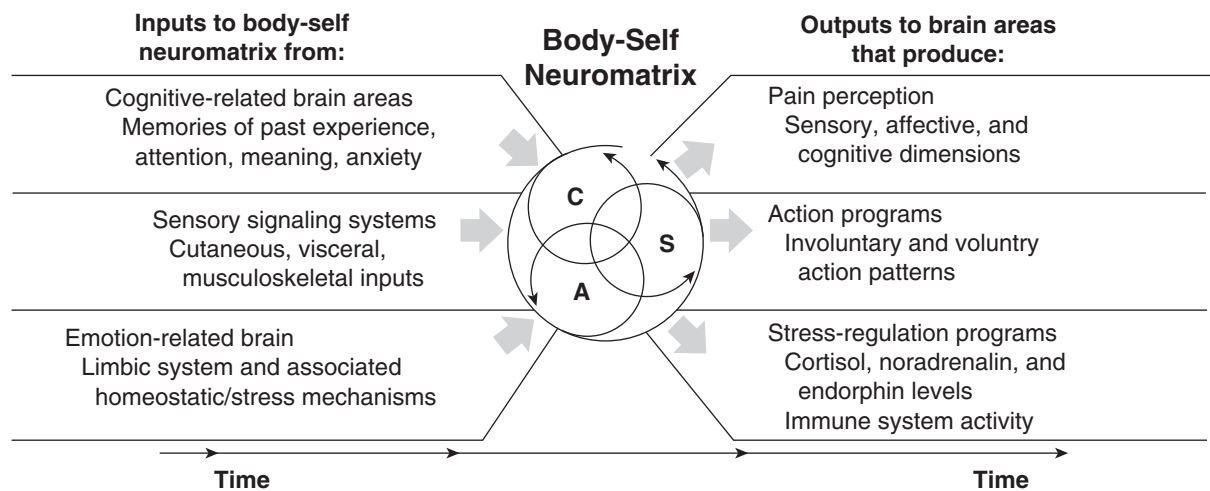 Inputs to body-self
neuromatrix from:
Body-Self
Neuromatrix
Outputs to brain areas
that produce:
Cognitive-related brain areas
Memories of past experience,
attention, meaning, anxiety
Sensory signaling systems
Cutaneous, visceral,
musculoskeletal inputs
Emotion-related brain
Limbic system and associated
homeostatic/stress mechanisms
C
S
A
Pain perception
Sensory, affective, and
cognitive dimensions
Action programs
Involuntary and voluntry
action patterns
Stress-regulation programs
Cortisol, noradrenalin, and
endorphin levels
Immune system activity
Time
Time